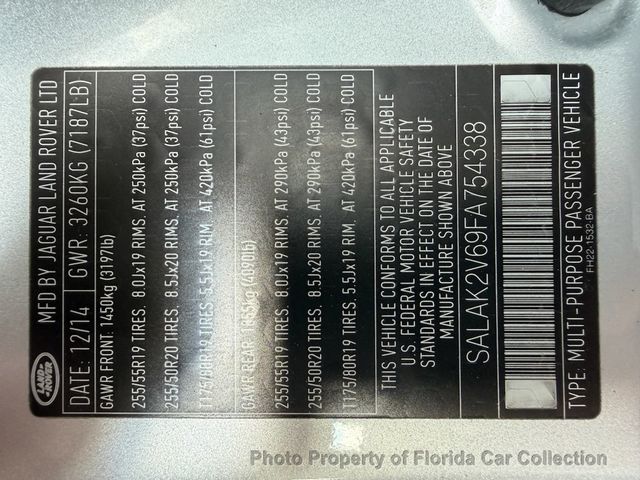 LAND ROVER
MFD BY JAGUAR LAND ROVER LTD
DATE: 12/14 GWR: 3260KG (7187LB)
GAWR FRONT: 1450kg (3197lb)
255/55R19 TIRES. 8.0Jx19 RIMS. AT 250kPa (37psi) COLD
255/50R20 TIRES. 8.5Jx20 RIMS. AT 250kPa (37psi) COLD
T175/80R19 TIRES. 5.5Jx19 RIM. AT 420kPa (61psi) COLD
GAWR REAR: (4090lb)
255/55R19 TIRES. 8.0Jx19 RIMS. AT 290kPa (43psi) COLD
255/50R20 TIRES. 8.5Jx20 RIMS. AT 290kPa (43psi) COLD
T175/80R19 TIRES. 5.5Jx19 RIM. AT 420kPa (61psi) COLD
THIS VEHICLE CONFORMS TO ALL APPLICABLE
U.S. FEDERAL MOTOR VEHICLE SAFETY
STANDARDS IN EFFECT ON THE DATE OF
MANUFACTURE SHOWN ABOVE
SALAK2V69FA754338
TYPE: MULTI-PURPOSE PASSENGER VEHICLE
FH22-1532-BA
Photo Property of Florida Car Collection